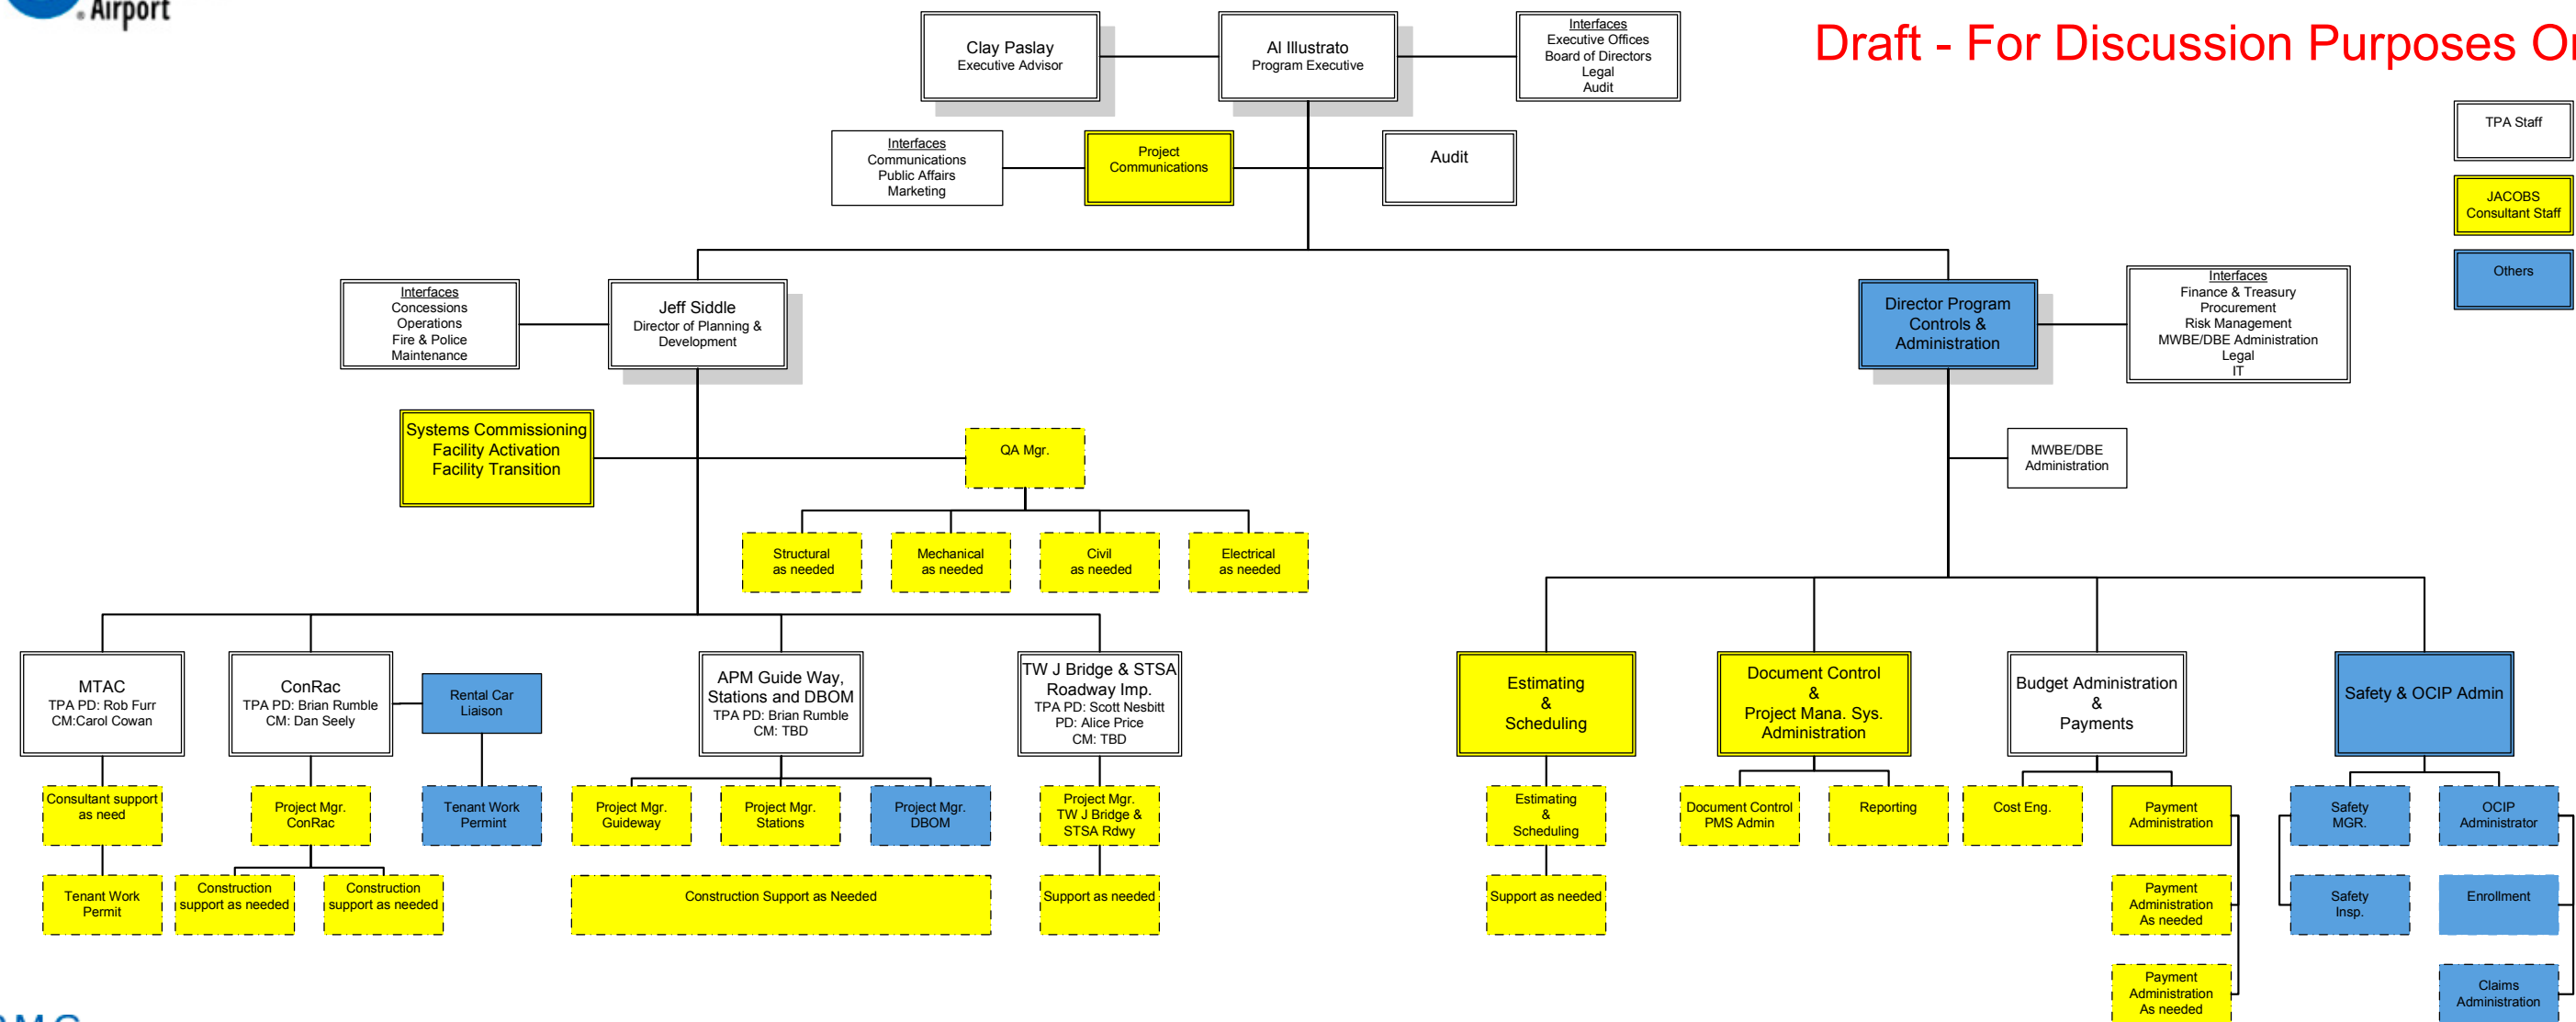 Airport
Draft - For Discussion Purposes
Clay Paslay
Executive Advisor
Al Illustrato
Program Executive
Interfaces
Executive Offices
Board of Directors
Legal
Audit
Interfaces
Communications
Public Affairs
Marketing
Project
Communications
Audit
TPA Staff
JACOBS
Consultant Staff
Others
Interfaces
Concessions
Operations
Fire & Police
Maintenance
Jeff Siddle
Director of Planning &
Development
Director Program
Controls &
Administration
Interfaces
Finance & Treasury
Procurement
Risk Management
MWBE/DBE Administration
Legal
IT
Systems Commissioning
Facility Activation
Facility Transition
QA Mgr.
MWBE/DBE
Administration
Structural
as needed
Mechanical
as needed
Civil
as needed
Electrical
as needed
MTAC
TPA PD: Rob Furr
CM:Carol Cowan
ConRac
TPA PD: Brian Rumble
CM: Dan Seely
Rental Car
Liaison
APM Guide Way,
Stations and DBOM
TPA PD: Brian Rumble
CM: TBD
TW J Bridge & STSA
Roadway Imp.
TPA PD: Scott Nesbitt
PD: Alice Price
CM: TBD
Estimating
&
Scheduling
Document Control
&
Project Mana. Sys.
Administration
Budget Administration
&
Payments
Safety & OCIP Admin
Consultant support
as need
Project Mgr.
ConRac
Tenant Work
Permint
Project Mgr.
Guideway
Project Mgr.
Stations
Project Mgr.
DBOM
Project Mgr.
TW J Bridge &
STSA Rdwy
Estimating
&
Scheduling
Document Control
PMS Admin
Reporting
Cost Eng.
Payment
Administration
Safety
MGR.
OCIP
Administrator
Tenant Work
Permit
Construction
support as needed
Construction
support as needed
Construction Support as Needed
Support as needed
Support as needed
Payment
Administration
As needed
Safety
Insp.
Enrollment
Payment
Administration
As needed
Claims
Administration